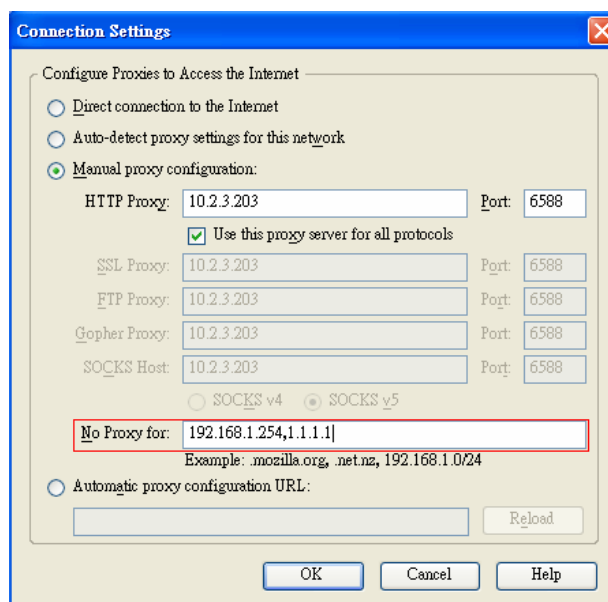 Connection Settings
Configure Proxies to Access the Internet
Direct connection to the Internet
Auto-detect proxy settings for this network
Manual proxy configuration:
HTTP Proxy: 10.2.3.203 Port: 6588
Use this proxy server for all protocols
SSL Proxy: 10.2.3.203 Port: 6588
FTP Proxy: 10.2.3.203 Port: 6588
Gopher Proxy: 10.2.3.203 Port: 6588
SOCKS Host: 10.2.3.203 Port: 6588
SOCKS v4 SOCKS v5
No Proxy for: 192.168.1.254,1.1.1.1
Example: .mozilla.org, .net.nz, 192.168.1.0/24
Automatic proxy configuration URL:
Reload
OK Cancel Help